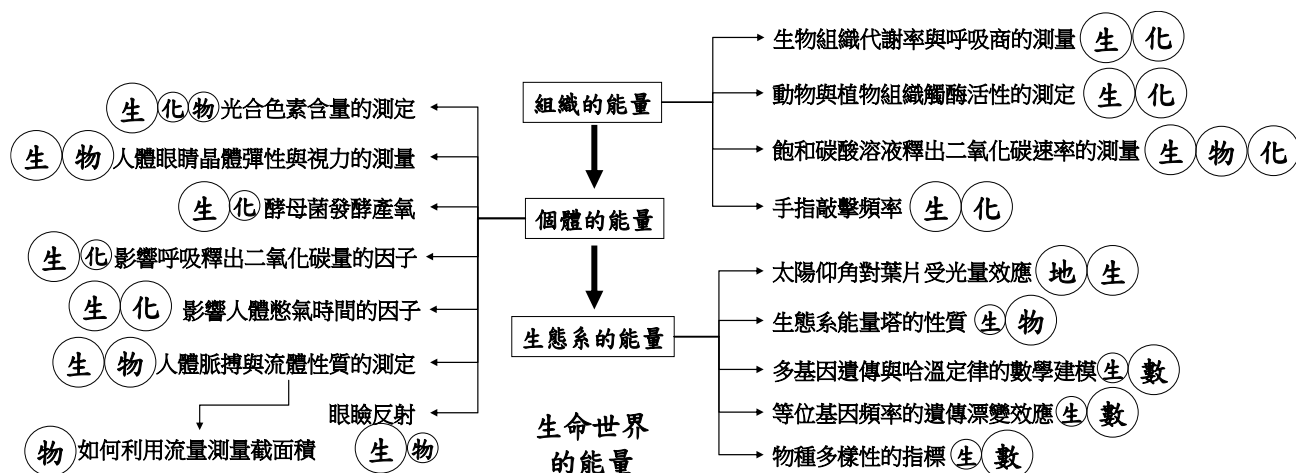 組織的能量
生物組織代謝率與呼吸商的測量 生 化
動物與植物組織觸酶活性的測定 生 化
飽和碳酸溶液釋出二氧化碳速率的測量 生 物 化
手指敲擊頻率 生 化
個體的能量
生 化 物 光合色素含量的測定
生 物 人體眼睛晶體彈性與視力的測量
生 化 酵母菌發酵產氧
生 化 影響呼吸釋出二氧化碳量的因子
生 化 影響人體憋氣時間的因子
生 物 人體脈搏與流體性質的測定
物 如何利用流量測量截面積
眼瞼反射
生 物
生態系的能量
太陽仰角對葉片受光量效應 地 生
生態系能量塔的性質 生 物
多基因遺傳與哈溫定律的數學建模 生 數
等位基因頻率的遺傳漂變效應 生 數
物種多樣性的指標 生 數
生命世界
的能量